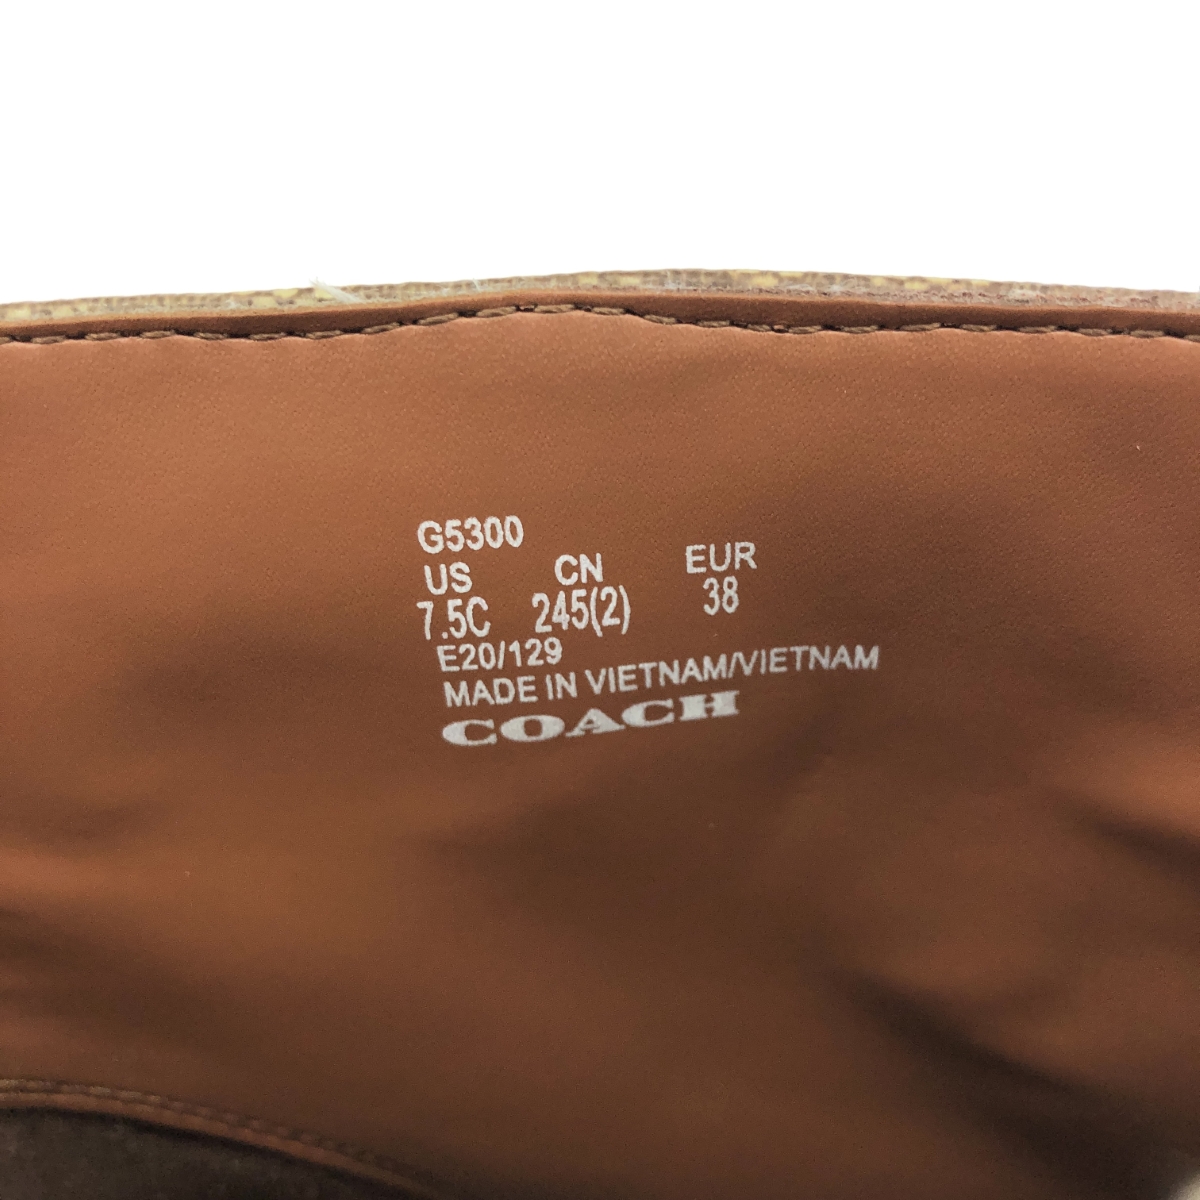 G5300
US CN EUR
7.5C 245(2) 38
E20/129
MADE IN VIETNAM/VIETNAM
COACH